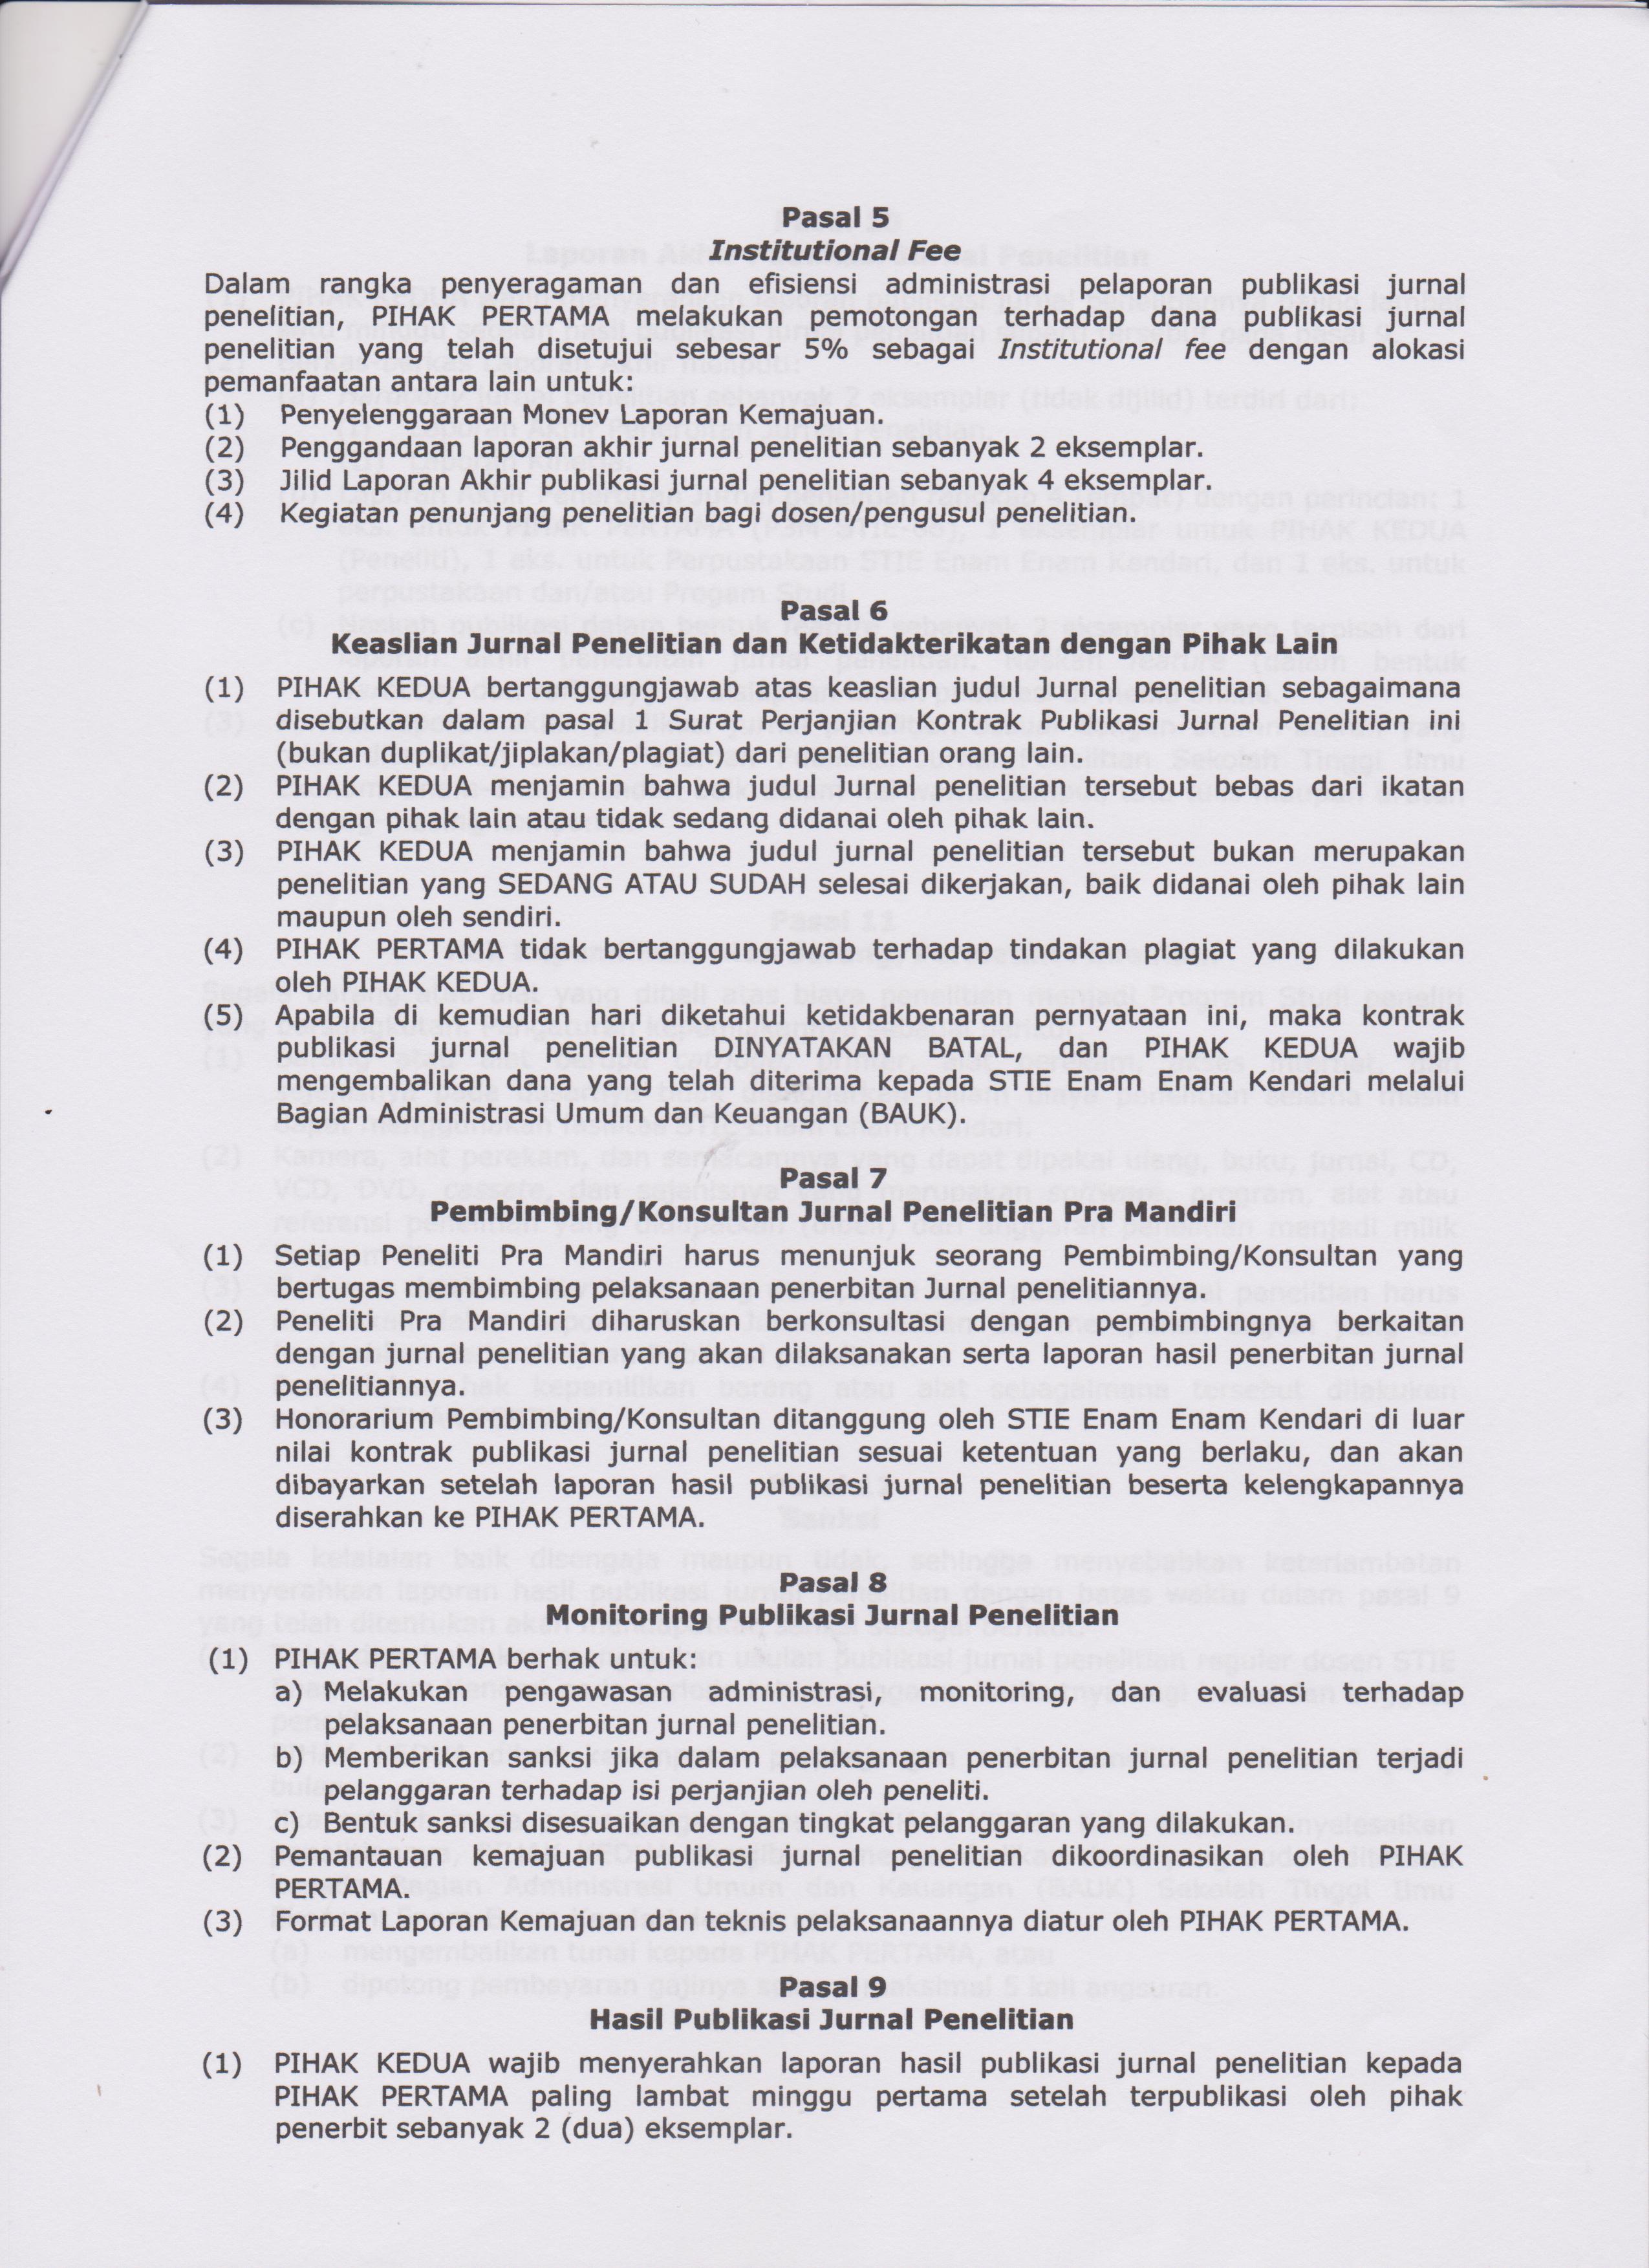 Pasal 5
Institutional Fee
Dalam rangka penyeragaman dan efisiensi administrasi pelaporan publikasi jurnal
penelitian, PIHAK PERTAMA melakukan pemotongan terhadap dana publikasi jurnal
penelitian yang telah disetujui sebesar 5% sebagai Institutional fee dengan alokasi
pemanfaatan antara lain untuk:
(1) Penyelenggaraan Monev Laporan Kemajuan.
(2) Penggandaan laporan akhir jurnal penelitian sebanyak 2 eksemplar.
(3) Jilid Laporan Akhir publikasi jurnal penelitian sebanyak 4 eksemplar.
(4) Kegiatan penunjang penelitian bagi dosen/pengusul penelitian.
Pasal 6
Keaslian Jurnal Penelitian dan Ketidakterikatan dengan Pihak Lain
(1) PIHAK KEDUA bertanggungjawab atas keaslian judul Jurnal penelitian sebagaimana
disebutkan dalam pasal 1 Surat Perjanjian Kontrak Publikasi Jurnal Penelitian ini
(bukan duplikat/jiplakan/plagiat) dari penelitian orang lain.
(2) PIHAK KEDUA menjamin bahwa judul Jurnal penelitian tersebut bebas dari ikatan
dengan pihak lain atau tidak sedang didanai oleh pihak lain.
(3) PIHAK KEDUA menjamin bahwa judul jurnal penelitian tersebut bukan merupakan
penelitian yang SEDANG ATAU SUDAH selesai dikerjakan, baik didanai oleh pihak lain
maupun oleh sendiri.
(4) PIHAK PERTAMA tidak bertanggungjawab terhadap tindakan plagiat yang dilakukan
oleh PIHAK KEDUA.
(5) Apabila di kemudian hari diketahui ketidakbenaran pernyataan ini, maka kontrak
publikasi jurnal penelitian DINYATAKAN BATAL, dan PIHAK KEDUA wajib
mengembalikan dana yang telah diterima kepada STIE Enam Enam Kendari melalui
Bagian Administrasi Umum dan Keuangan (BAUK).
Pasal 7
Pembimbing/Konsultan Jurnal Penelitian Pra Mandiri
(1) Setiap Peneliti Pra Mandiri harus menunjuk seorang Pembimbing/Konsultan yang
bertugas membimbing pelaksanaan penerbitan Jurnal penelitiannya.
(2) Peneliti Pra Mandiri diharuskan berkonsultasi dengan pembimbingnya berkaitan
dengan jurnal penelitian yang akan dilaksanakan serta laporan hasil penerbitan jurnal
penelitiannya.
(3) Honorarium Pembimbing/Konsultan ditanggung oleh STIE Enam Enam Kendari di luar
nilai kontrak publikasi jurnal penelitian sesuai ketentuan yang berlaku, dan akan
dibayarkan setelah laporan hasil publikasi jurnal penelitian beserta kelengkapannya
diserahkan ke PIHAK PERTAMA.
Pasal 8
Monitoring Publikasi Jurnal Penelitian
(1) PIHAK PERTAMA berhak untuk:
a) Melakukan pengawasan administrasi, monitoring, dan evaluasi terhadap
pelaksanaan penerbitan jurnal penelitian.
b) Memberikan sanksi jika dalam pelaksanaan penerbitan jurnal penelitian terjadi
pelanggaran terhadap isi perjanjian oleh peneliti.
c) Bentuk sanksi disesuaikan dengan tingkat pelanggaran yang dilakukan.
(2) Pemantauan kemajuan publikasi jurnal penelitian dikoordinasikan oleh PIHAK
PERTAMA.
(3) Format Laporan Kemajuan dan teknis pelaksanaannya diatur oleh PIHAK PERTAMA.
Pasal 9
Hasil Publikasi Jurnal Penelitian
(1) PIHAK KEDUA wajib menyerahkan laporan hasil publikasi jurnal penelitian kepada
PIHAK PERTAMA paling lambat minggu pertama setelah terpublikasi oleh pihak
penerbit sebanyak 2 (dua) eksemplar.